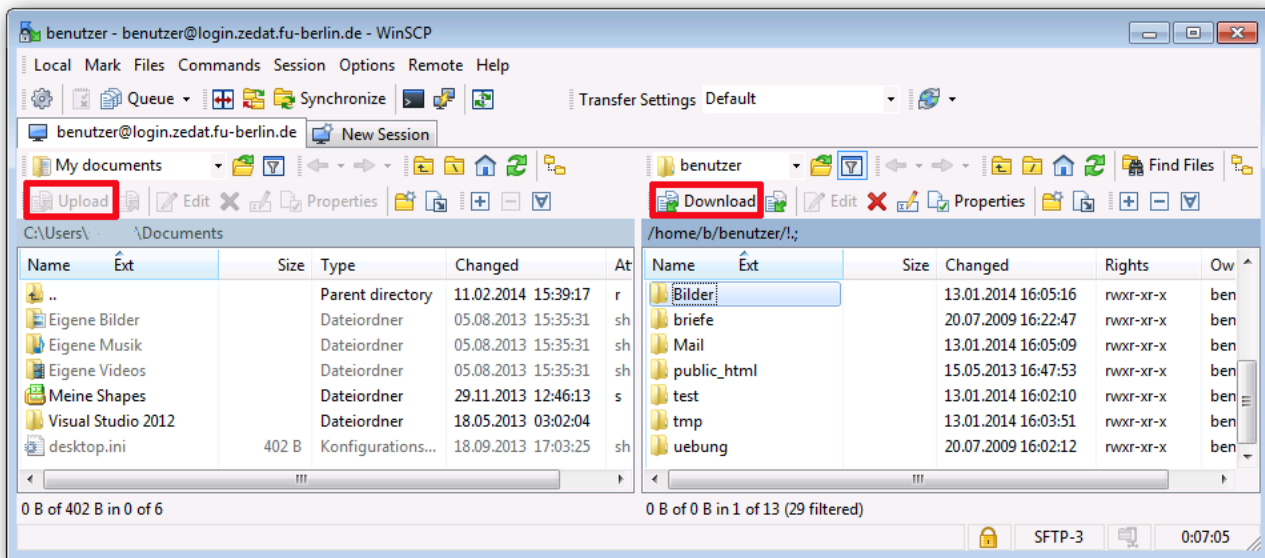 benutzer - benutzer@login.zedat.fu-berlin.de - WinSCP
Local Mark Files Commands Session Options Remote Help
Queue Synchronize Transfer Settings Default
benutzer@login.zedat.fu-berlin.de New Session
My documents benutzer Find Files
Upload Edit Properties Download Edit Properties
C:\Users\ \Documents /home/b/benutzer/!.;
Name Ext Size Type Changed At Name Ext Size Changed Rights Ow
.. Parent directory 11.02.2014 15:39:17 r Bilder 13.01.2014 16:05:16 rwxr-xr-x ben
Eigene Bilder Dateiordner 05.08.2013 15:35:31 sh briefe 20.07.2009 16:22:47 rwxr-xr-x ben
Eigene Musik Dateiordner 05.08.2013 15:35:31 sh Mail 13.01.2014 16:05:09 rwxr-xr-x ben
Eigene Videos Dateiordner 05.08.2013 15:35:31 sh public_html 15.05.2013 16:47:53 rwxr-xr-x ben
Meine Shapes Dateiordner 29.11.2013 12:46:13 s test 13.01.2014 16:02:10 rwxr-xr-x ben
Visual Studio 2012 Dateiordner 18.05.2013 03:02:04 tmp 13.01.2014 16:03:51 rwxr-xr-x ben
desktop.ini 402 B Konfigurations... 18.09.2013 17:03:25 sh uebung 20.07.2009 16:02:12 rwxr-xr-x ben
0 B of 402 B in 0 of 6 0 B of 0 B in 1 of 13 (29 filtered)
SFTP-3 0:07:05